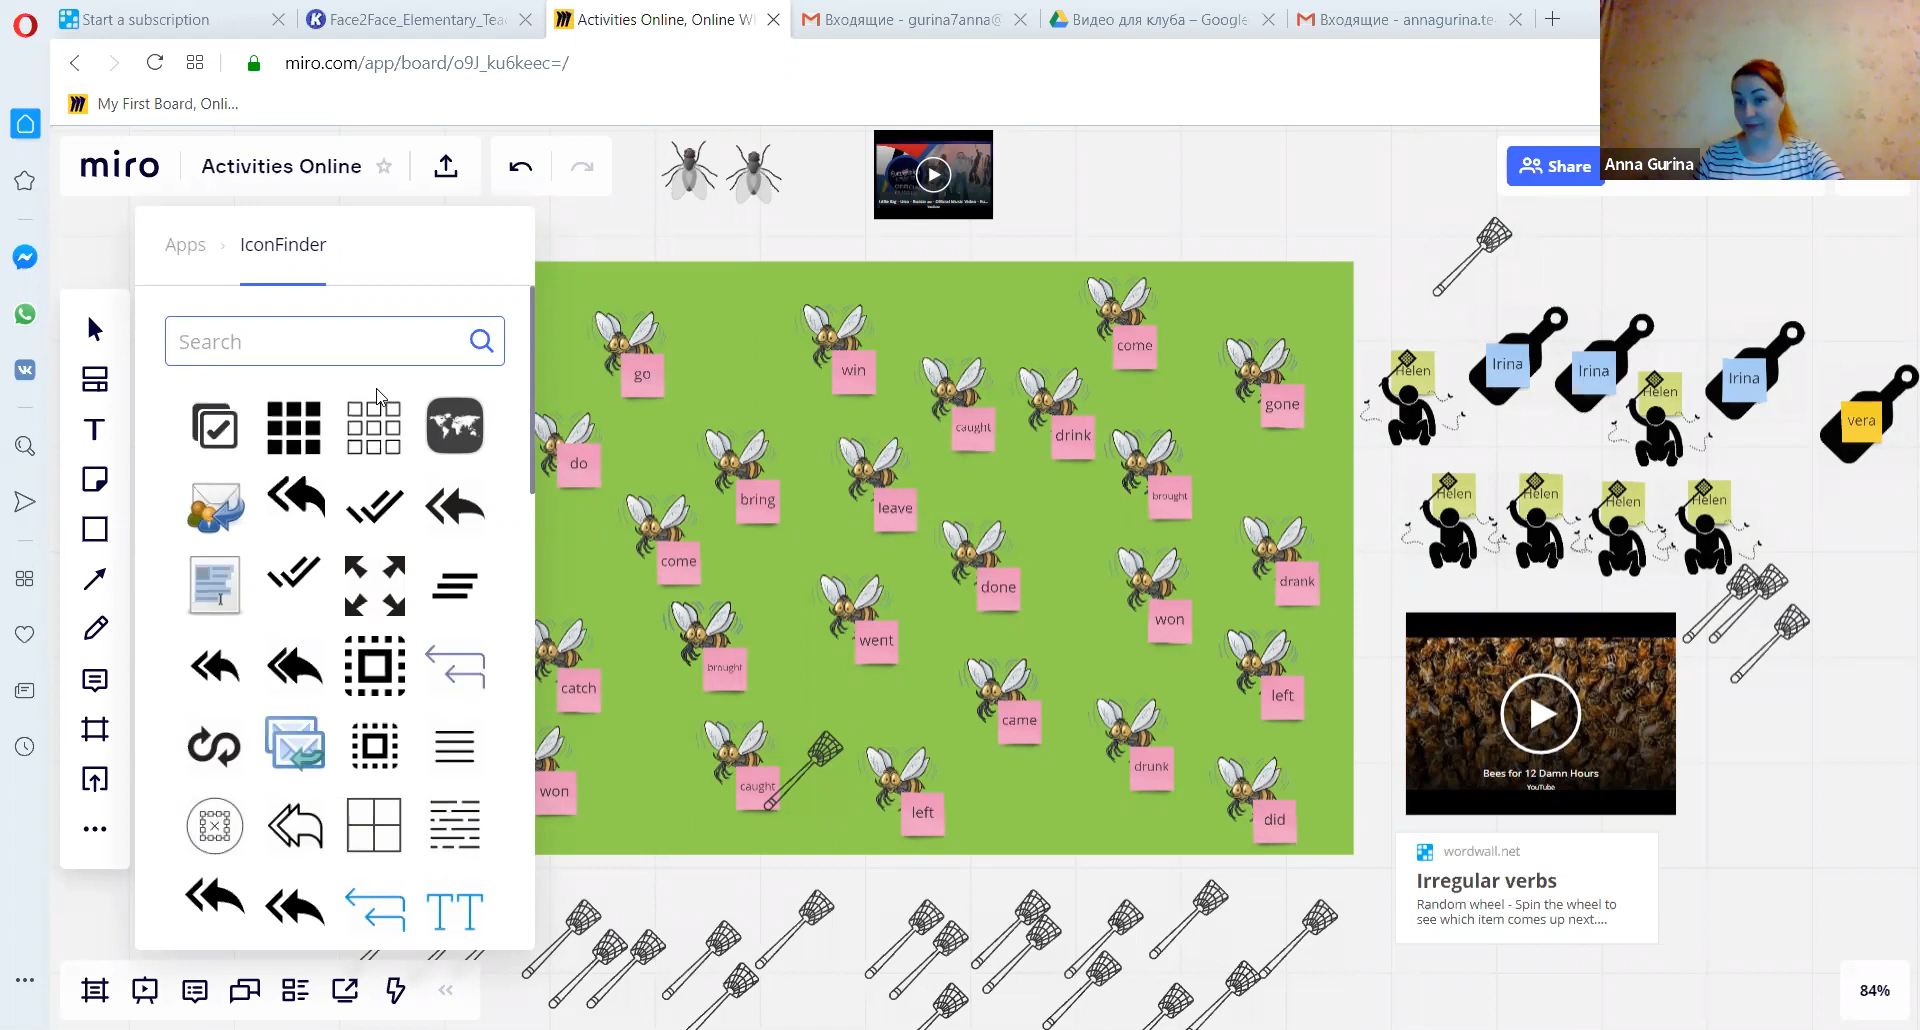 Start a subscription
Face2Face_Elementary_Tea
Activities Online, Online W
Входящие - gurina7anna@
Видео для клуба – Google
Входящие - annagurina.te
miro.com/app/board/o9J_ku6keec=/
My First Board, Onli...
miro
Activities Online
Share
Anna Gurina
Apps
IconFinder
Search
go
win
come
gone
caught
drink
do
bring
leave
brought
come
done
drank
went
won
brought
catch
left
came
drunk
won
caught
left
did
Helen
Irina
Irina
Helen
Irina
vera
Helen
Helen
Helen
Helen
Bees for 12 Damn Hours
YouTube
wordwall.net
Irregular verbs
Random wheel - Spin the wheel to
see which item comes up next....
TT
84%